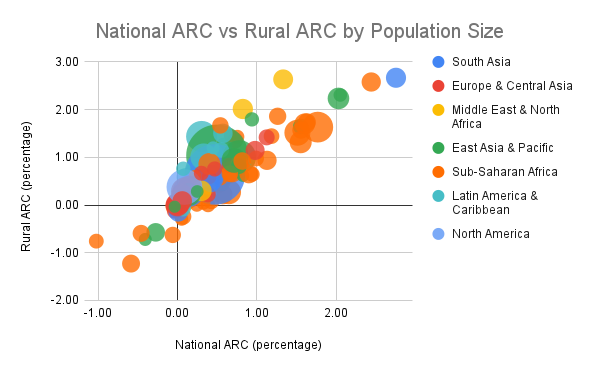 National ARC vs Rural ARC by Population Size
3.00
2.00
1.00
0.00
-1.00
-2.00
Rural ARC (percentage)
-1.00 0.00 1.00 2.00
National ARC (percentage)
South Asia
Europe & Central Asia
Middle East & North
Africa
East Asia & Pacific
Sub-Saharan Africa
Latin America &
Caribbean
North America